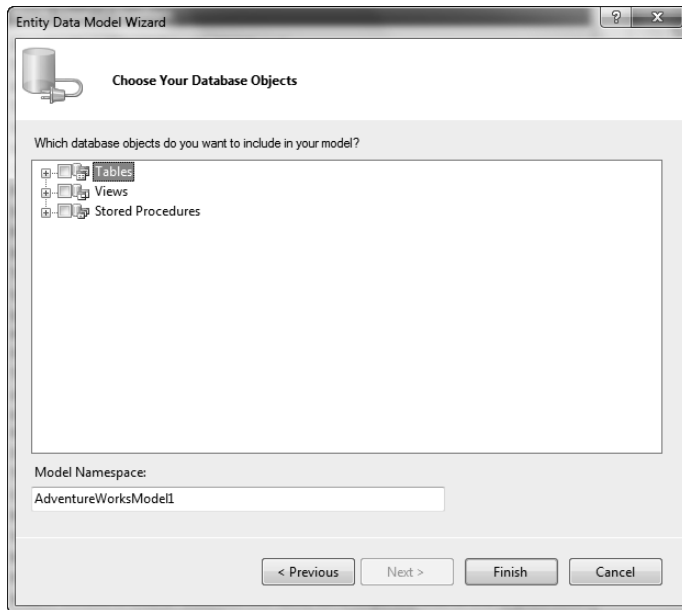 Entity Data Model Wizard
Choose Your Database Objects
Which database objects do you want to include in your model?
Tables
Views
Stored Procedures
Model Namespace:
AdventureWorksModel1
< Previous
Next >
Finish
Cancel